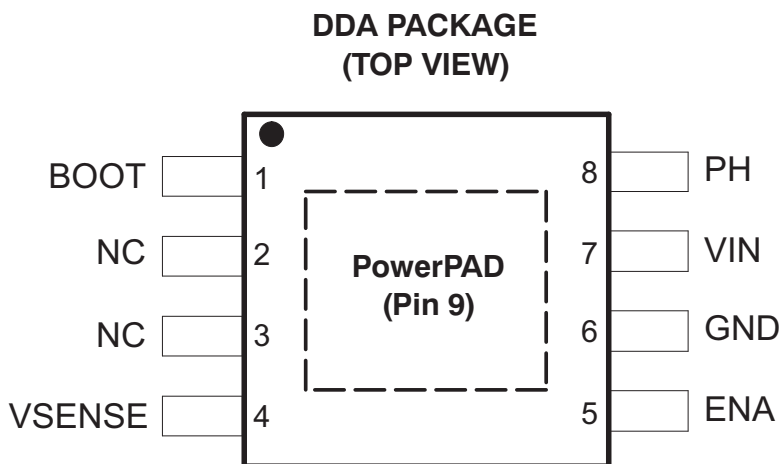 DDA PACKAGE
(TOP VIEW)
BOOT 1
NC 2
NC 3
VSENSE 4
PowerPAD
(Pin 9)
8 PH
7 VIN
6 GND
5 ENA